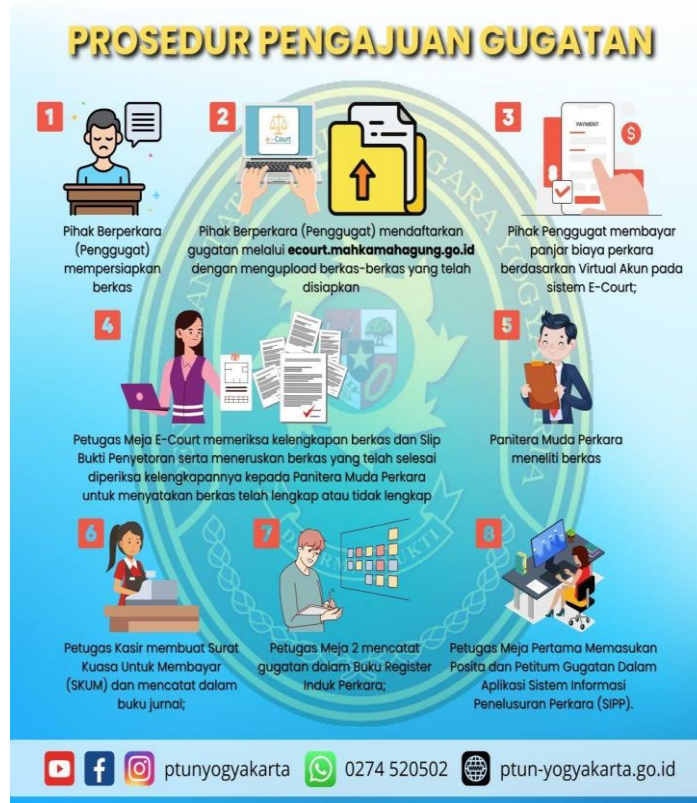 PROSEDUR PENGAJUAN GUGATAN
1
Pihak Berperkara
(Penggugat)
mempersiapkan
berkas
2
e-Court
Pihak Berperkara (Penggugat) mendaftarkan
gugatan melalui ecourt.mahkamahagung.go.id
dengan mengupload berkas-berkas yang telah
disiapkan
3
PAYMENT
$
Pihak Penggugat membayar
panjar biaya perkara
berdasarkan Virtual Akun pada
sistem E-Court;
4
Petugas Meja E-Court memeriksa kelengkapan berkas dan Slip
Bukti Penyetoran serta meneruskan berkas yang telah selesai
diperiksa kelengkapannya kepada Panitera Muda Perkara
untuk menyatakan berkas telah lengkap atau tidak lengkap
5
Panitera Muda Perkara
meneliti berkas
6
Petugas Kasir membuat Surat
Kuasa Untuk Membayar
(SKUM) dan mencatat dalam
buku jurnal;
7
Petugas Meja 2 mencatat
gugatan dalam Buku Register
Induk Perkara;
8
Petugas Meja Pertama Memasukan
Posita dan Petitum Gugatan Dalam
Aplikasi Sistem Informasi
Penelusuran Perkara (SIPP).
ptunyogyakarta 0274 520502 ptun-yogyakarta.go.id